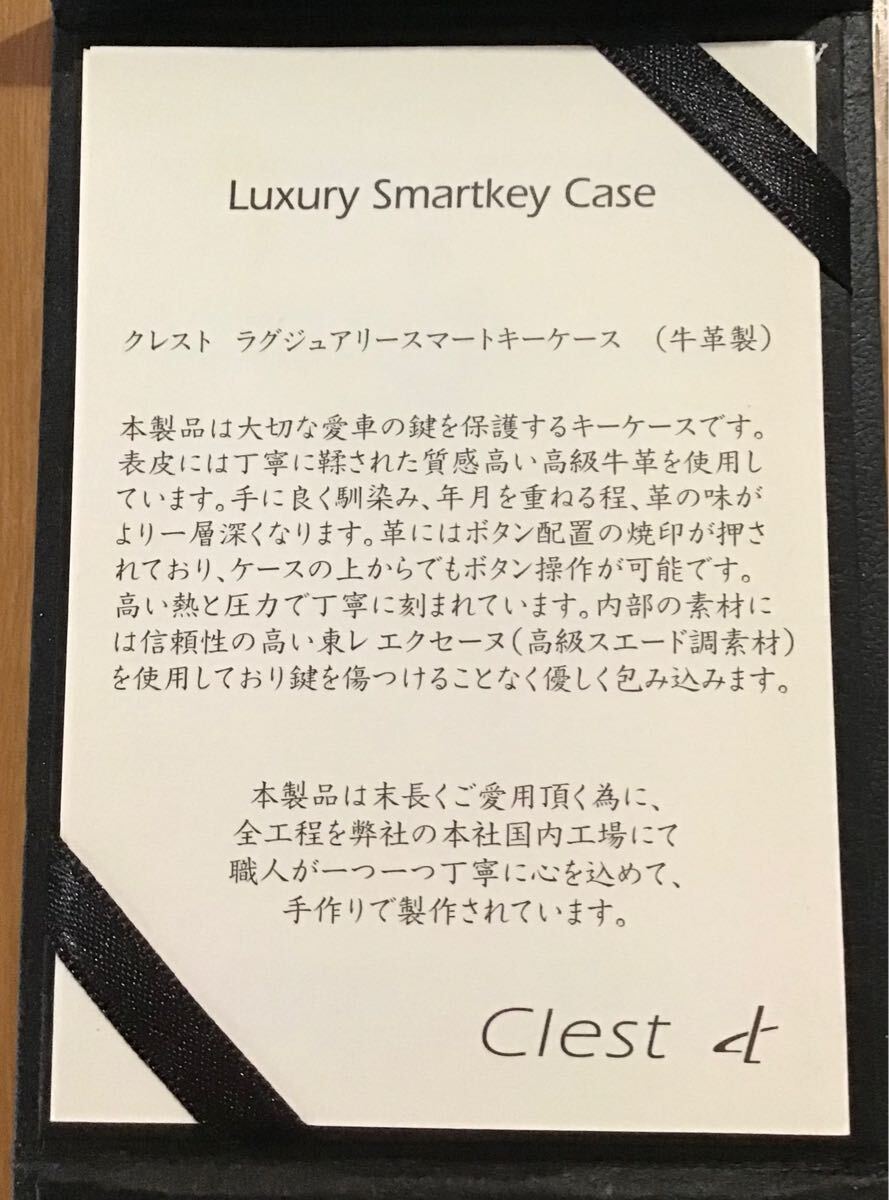 Luxury Smartkey Case
クレスト ラグジュアリースマートキーケース （牛革製）
本製品は大切な愛車の鍵を保護するキーケースです。
表皮には丁寧に鞣された質感高い高級牛革を使用し
ています。手に良く馴染み、年月を重ねる程、革の味が
より一層深くなります。革にはボタン配置の焼印が押さ
れており、ケースの上からでもボタン操作が可能です。
高い熱と圧力で丁寧に刻まれています。内部の素材に
は信頼性の高い東レ エクセーヌ（高級スエード調素材）
を使用しており鍵を傷つけることなく優しく包み込みます。
本製品は末長くご愛用頂く為に、
全工程を弊社の本社国内工場にて
職人が一つ一つ丁寧に心を込めて、
手作りで製作されています。
Clest